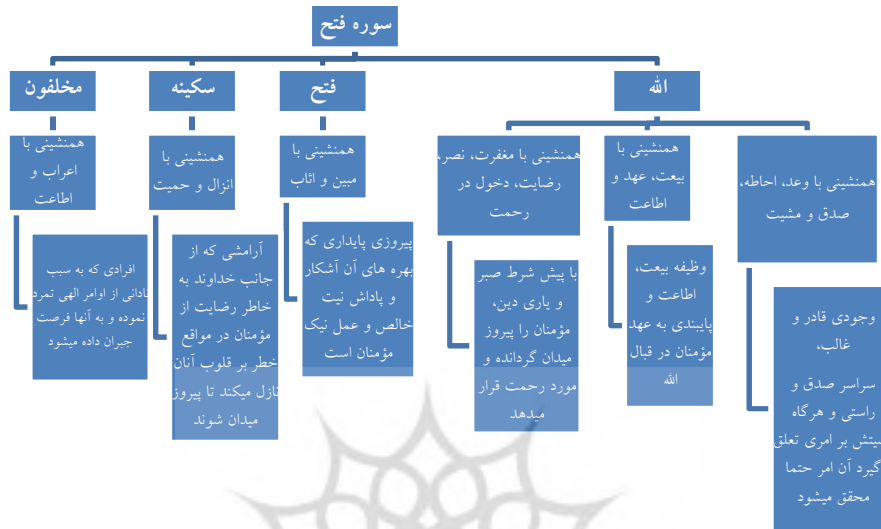 سوره فتح
الله
فتح
سکینه
مخلفون
همنشینی با وعد، احاطه،
صدق و مشیت
همنشینی با
بیعت، عهد و
اطاعت
همنشینی با مغفرت، نصر،
رضایت، دخول در
رحمت
همنشینی با
مبین و اثاب
همنشینی با
انزال و حمیت
همنشینی با
اعراب و
اطاعت
وجودی قادر و
غالب،
سراسر صدق و
راستی و هرگاه
بر امری تعلق
گیرد آن امر حتما
محقق میشود
وظیفه بیعت،
اطاعت و
پایبندی به عهد
مؤمنان در قبال
الله
با پیش شرط صبر
و یاری دین،
مؤمنان را پیروز
میدان گردانده و
مورد رحمت قرار
میدهد
پیروزی پایداری که
بهره های آن آشکار
و پاداش نیت
خالص و عمل نیک
مؤمنان است
آرامشی که از
جانب خداوند به
خاطر رضایت از
مؤمنان در مواقع
خطر بر قلوب آنان
نازل میکند تا پیروز
میدان شوند
افرادی که به سبب
نادانی از اوامر الهی تمرد
نموده و به آنها فرصت
جبران داده میشود